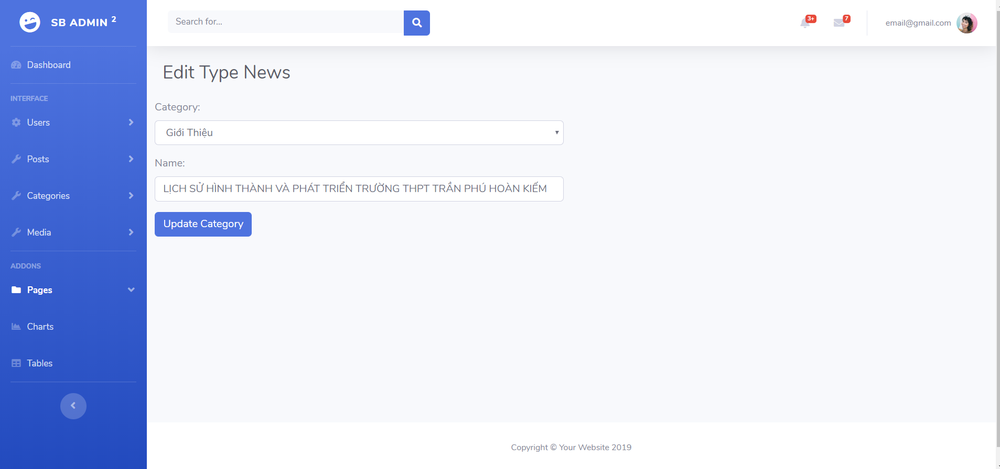 SB ADMIN 2
Search for...
3+
7
email@gmail.com
Dashboard
INTERFACE
Users
Posts
Categories
Media
ADDONS
Pages
Charts
Tables
Edit Type News
Category:
Giới Thiệu
Name:
LỊCH SỬ HÌNH THÀNH VÀ PHÁT TRIỂN TRƯỜNG THPT TRẦN PHÚ HOÀN KIẾM
Update Category
Copyright © Your Website 2019